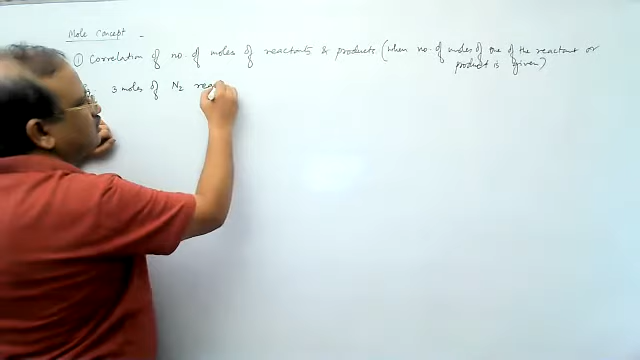 Mole Concept -
① Correlation of no. of moles of reactants & products (When no. of moles of one of the reactant or
product is given)
3 moles of N2 rea